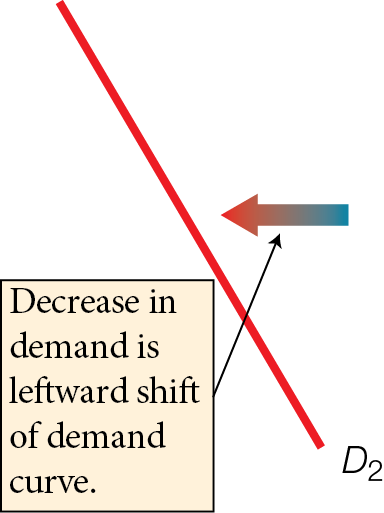 Decrease in
demand is
leftward shift
of demand
curve.
D₂